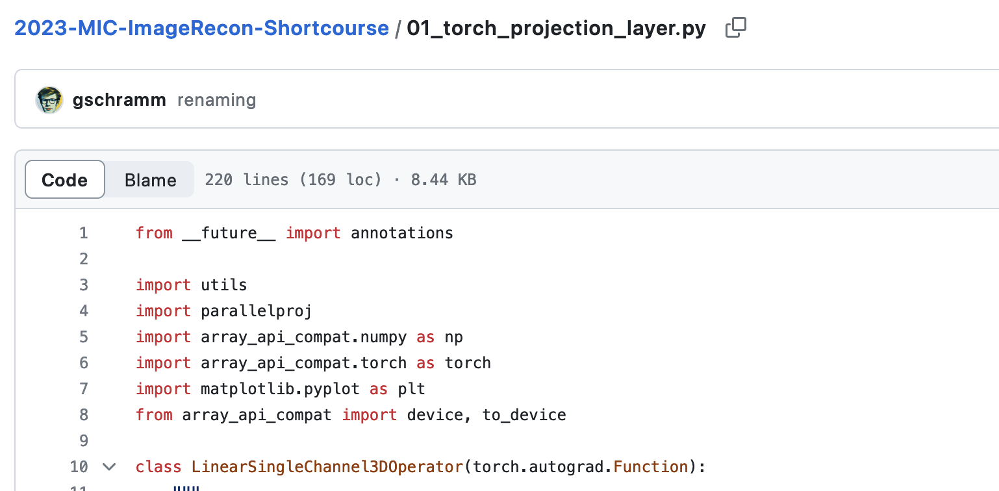 2023-MIC-ImageRecon-Shortcourse / 01_torch_projection_layer.py
gschramm renaming
Code Blame 220 lines (169 loc) · 8.44 KB
1 from __future__ import annotations
2
3 import utils
4 import parallelproj
5 import array_api_compat.numpy as np
6 import array_api_compat.torch as torch
7 import matplotlib.pyplot as plt
8 from array_api_compat import device, to_device
9
10 class LinearSingleChannel3DOperator(torch.autograd.Function):
11 """